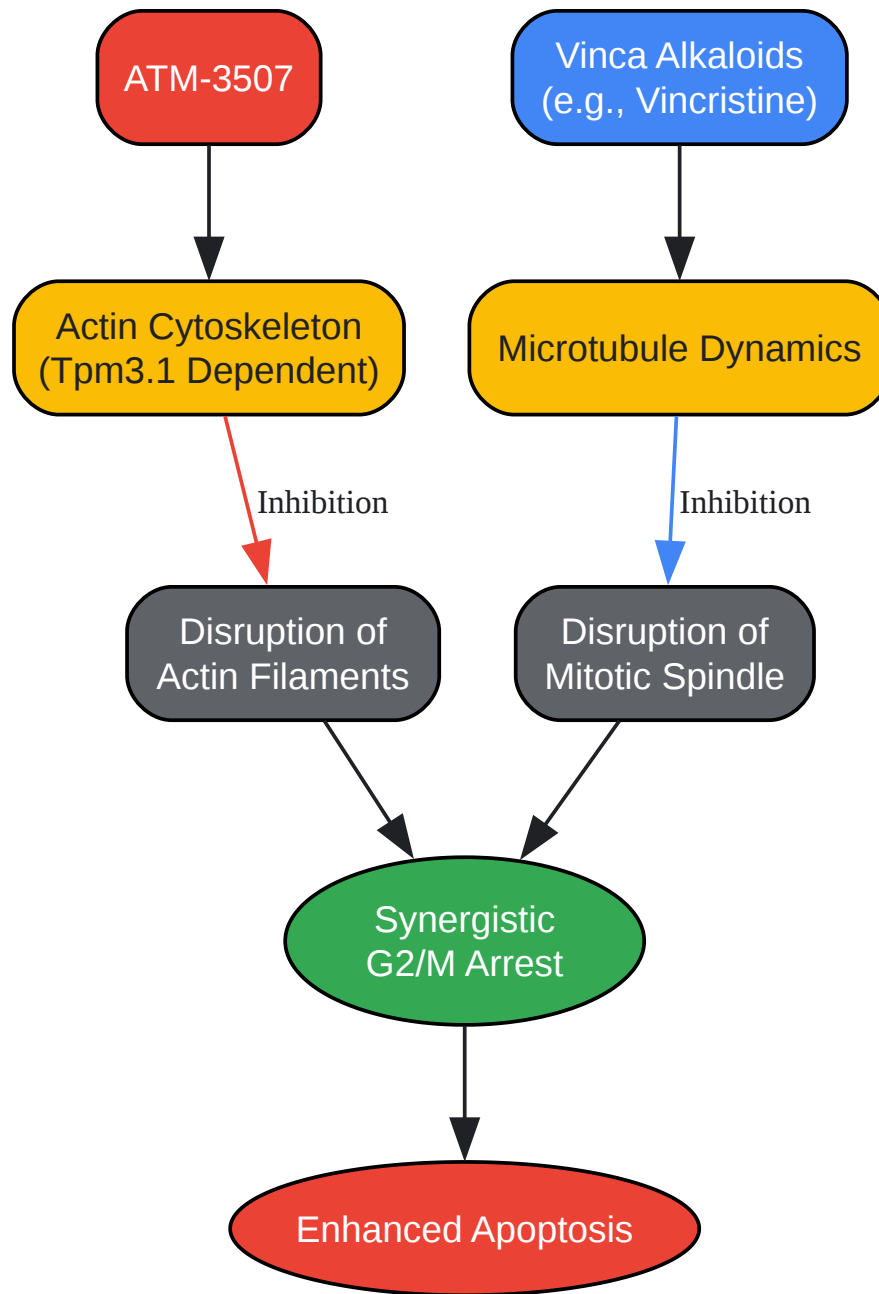 ATM-3507
Vinca Alkaloids
(e.g., Vincristine)
Actin Cytoskeleton
(Tpm3.1 Dependent)
Microtubule Dynamics
Inhibition
Inhibition
Disruption of
Actin Filaments
Disruption of
Mitotic Spindle
Synergistic
G2/M Arrest
Enhanced Apoptosis